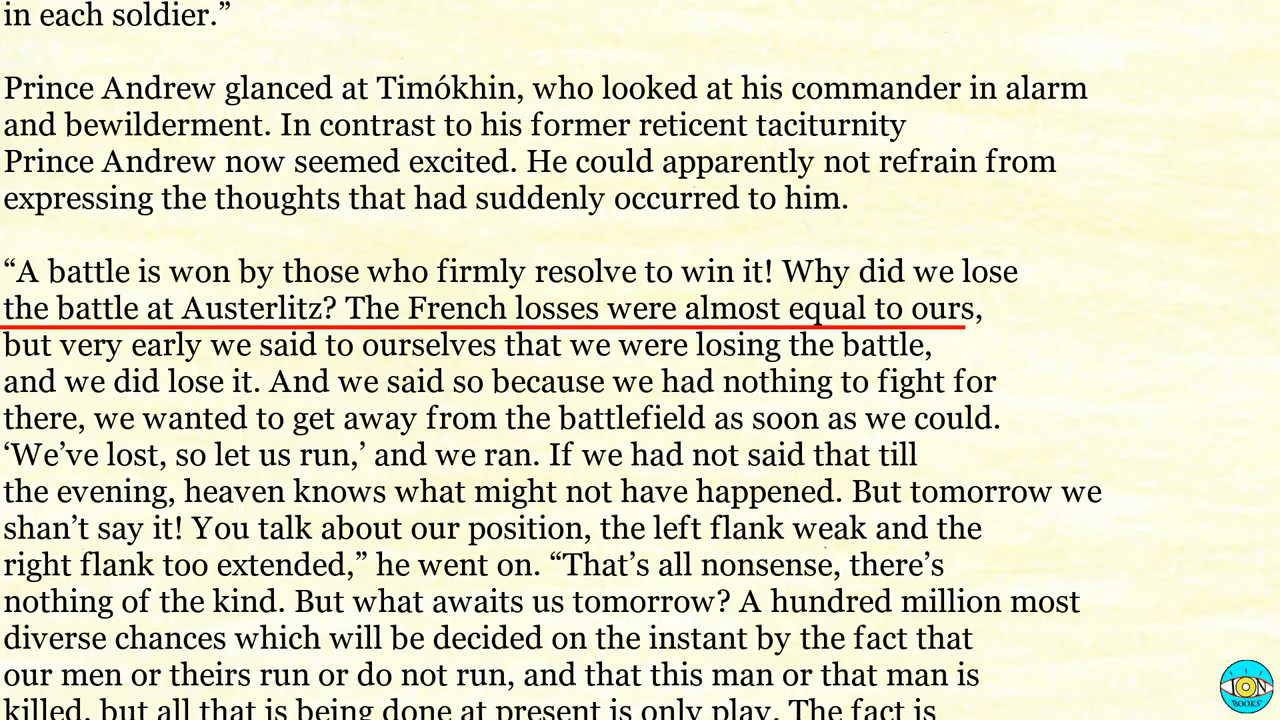 in each soldier.”
Prince Andrew glanced at Timókhin, who looked at his commander in alarm
and bewilderment. In contrast to his former reticent taciturnity
Prince Andrew now seemed excited. He could apparently not refrain from
expressing the thoughts that had suddenly occurred to him.
“A battle is won by those who firmly resolve to win it! Why did we lose
the battle at Austerlitz? The French losses were almost equal to ours,
but very early we said to ourselves that we were losing the battle,
and we did lose it. And we said so because we had nothing to fight for
there, we wanted to get away from the battlefield as soon as we could.
‘We’ve lost, so let us run,’ and we ran. If we had not said that till
the evening, heaven knows what might not have happened. But tomorrow we
shan’t say it! You talk about our position, the left flank weak and the
right flank too extended,” he went on. “That’s all nonsense, there’s
nothing of the kind. But what awaits us tomorrow? A hundred million most
diverse chances which will be decided on the instant by the fact that
our men or theirs run or do not run, and that this man or that man is
killed, but all that is being done at present is only play. The fact is
ION
BOOKS